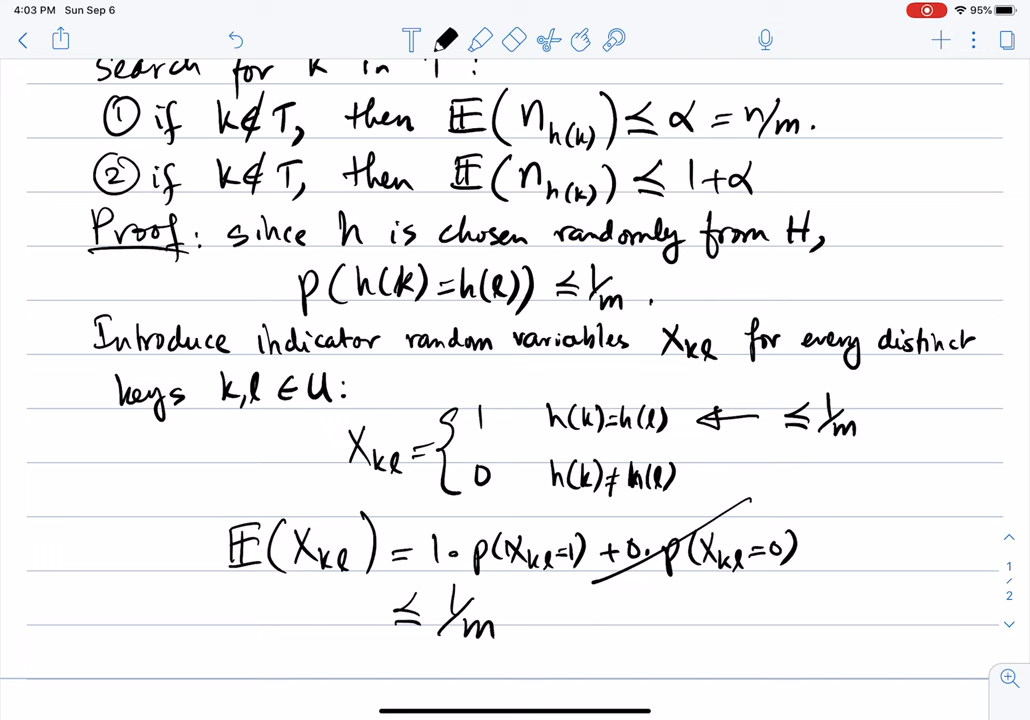 4:03 PM Sun Sep 6 95%
Search for k in T:
① if k∉T, then 𝔼(n_h(k)) ≤ α = n/m.
② if k∉T, then 𝔼(n_h(k)) ≤ 1+α
Proof: since h is chosen randomly from H,
p(h(k)=h(l)) ≤ 1/m.
Introduce indicator random variables X_kl for every distinct
keys k,l ∈ U:
X_kl = { 1 h(k)=h(l) ← ≤ 1/m
0 h(k)≠h(l)
𝔼(X_kl) = 1·p(X_kl=1) + 0·p(X_kl=0)
≤ 1/m
1
/
2